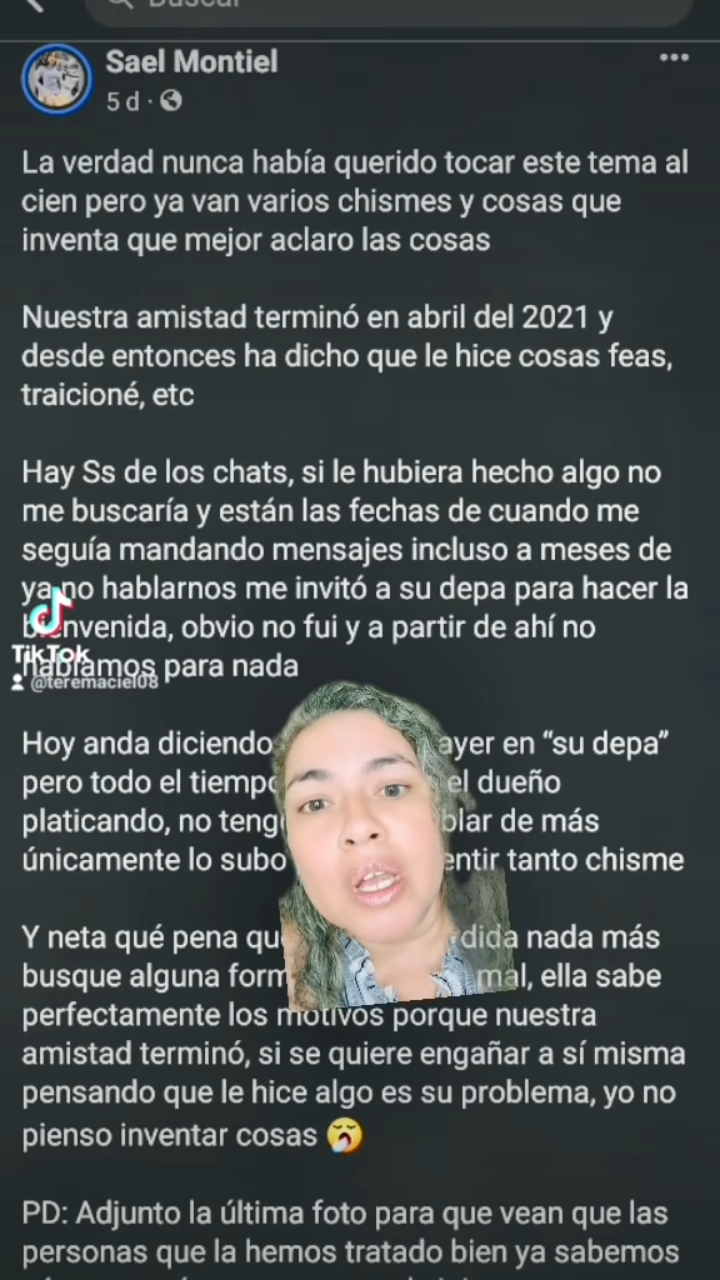 Buscar
Sael Montiel
5 d
La verdad nunca había querido tocar este tema al
cien pero ya van varios chismes y cosas que
inventa que mejor aclaro las cosas
Nuestra amistad terminó en abril del 2021 y
desde entonces ha dicho que le hice cosas feas,
traicioné, etc
Hay Ss de los chats, si le hubiera hecho algo no
me buscaría y están las fechas de cuando me
seguía mandando mensajes incluso a meses de
ya no hablarnos me invitó a su depa para hacer la
bienvenida, obvio no fui y a partir de ahí no
hablamos para nada
TikTok
@teremaciel08
Hoy anda diciendo ayer en “su depa”
pero todo el tiempo el dueño
platicando, no tengo de más
únicamente lo subo tanto chisme
Y neta qué pena nada más
busque alguna mal, ella sabe
perfectamente los motivos porque nuestra
amistad terminó, si se quiere engañar a sí misma
pensando que le hice algo es su problema, yo no
pienso inventar cosas 🥱
PD: Adjunto la última foto para que vean que las
personas que la hemos tratado bien ya sabemos